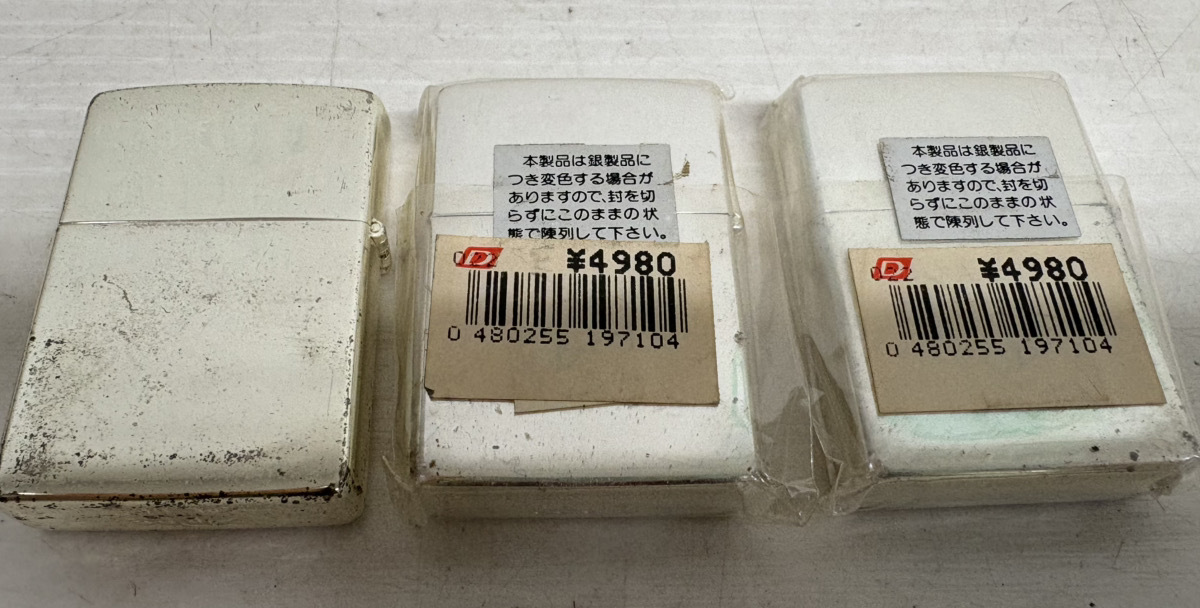 本製品は銀製品に
つき変色する場合が
ありますので、封を切
らずにこのままの状
態で陳列して下さい。
¥4980
0 480255 197104
本製品は銀製品に
つき変色する場合が
ありますので、封を切
らずにこのままの状
態で陳列して下さい。
¥4980
0 480255 197104